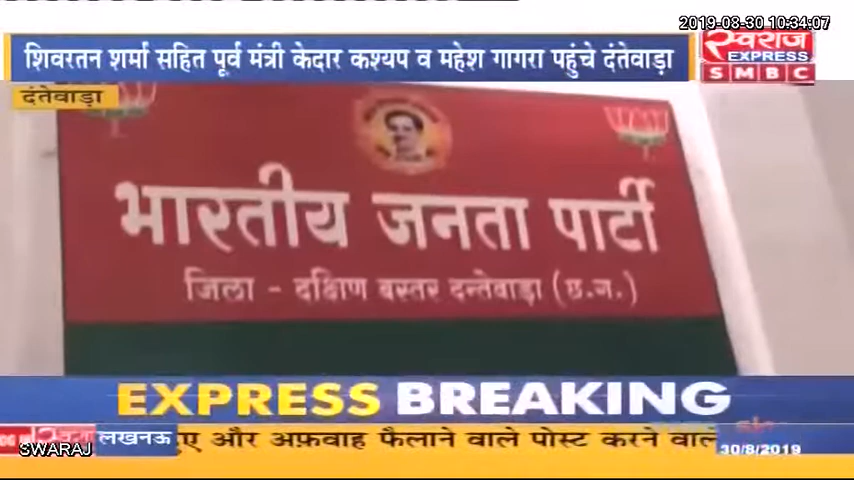 2019-08-30 10:34:07
शिवरतन शर्मा सहित पूर्व मंत्री केदार कश्यप व महेश गागरा पहुंचे दंतेवाड़ा
स्वराज
EXPRESS
SMBC
दंतेवाड़ा
भारतीय जनता पार्टी
जिला - दक्षिण बस्तर दन्तेवाड़ा (छ.ग.)
EXPRESS BREAKING
SWARAJ
लखनऊ
और अफ़वाह फैलाने वाले पोस्ट करने वाल
30/8/2019